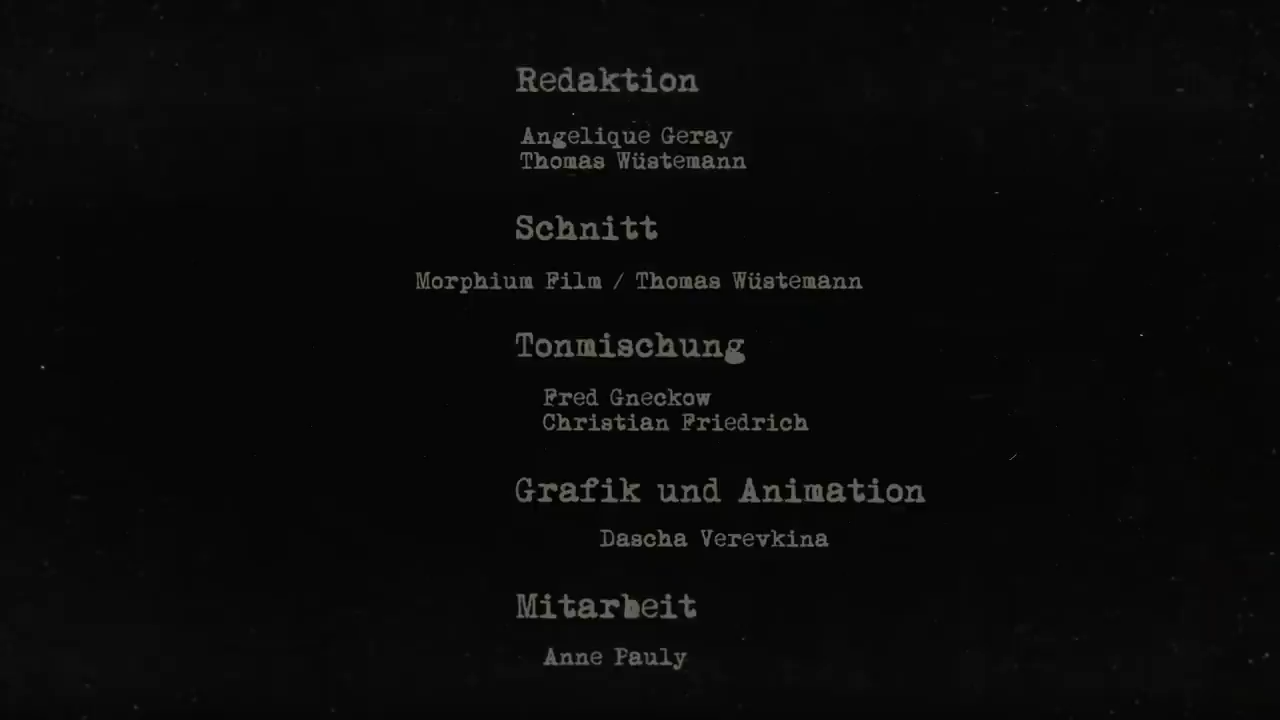 Redaktion
Angelique Geray
Thomas Wüstemann
Schnitt
Morphium Film / Thomas Wüstemann
Tonmischung
Fred Gneckow
Christian Friedrich
Grafik und Animation
Dascha Verevkina
Mitarbeit
Anne Pauly